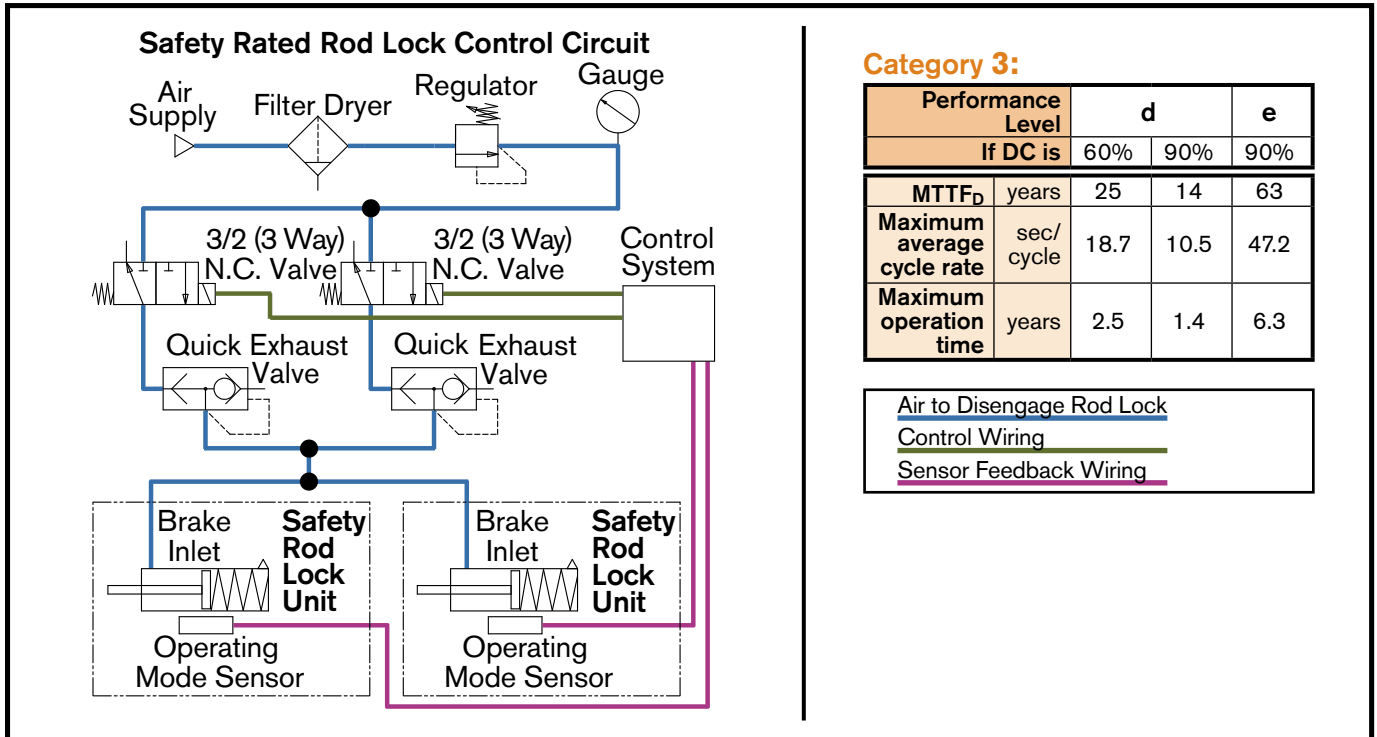 Safety Rated Rod Lock Control Circuit
Air
Supply
Filter Dryer
Regulator
Gauge
3/2 (3 Way)
N.C. Valve
3/2 (3 Way)
N.C. Valve
Control
System
Quick Exhaust
Valve
Quick Exhaust
Valve
Brake
Inlet
Safety
Rod
Lock
Unit
Operating
Mode Sensor
Brake
Inlet
Safety
Rod
Lock
Unit
Operating
Mode Sensor
Category 3:
Performance
Level
d
e
If DC is
60%
90%
90%
MTTFD
years
25
14
63
Maximum
average
cycle rate
sec/
cycle
18.7
10.5
47.2
Maximum
operation
time
years
2.5
1.4
6.3
Air to Disengage Rod Lock
Control Wiring
Sensor Feedback Wiring